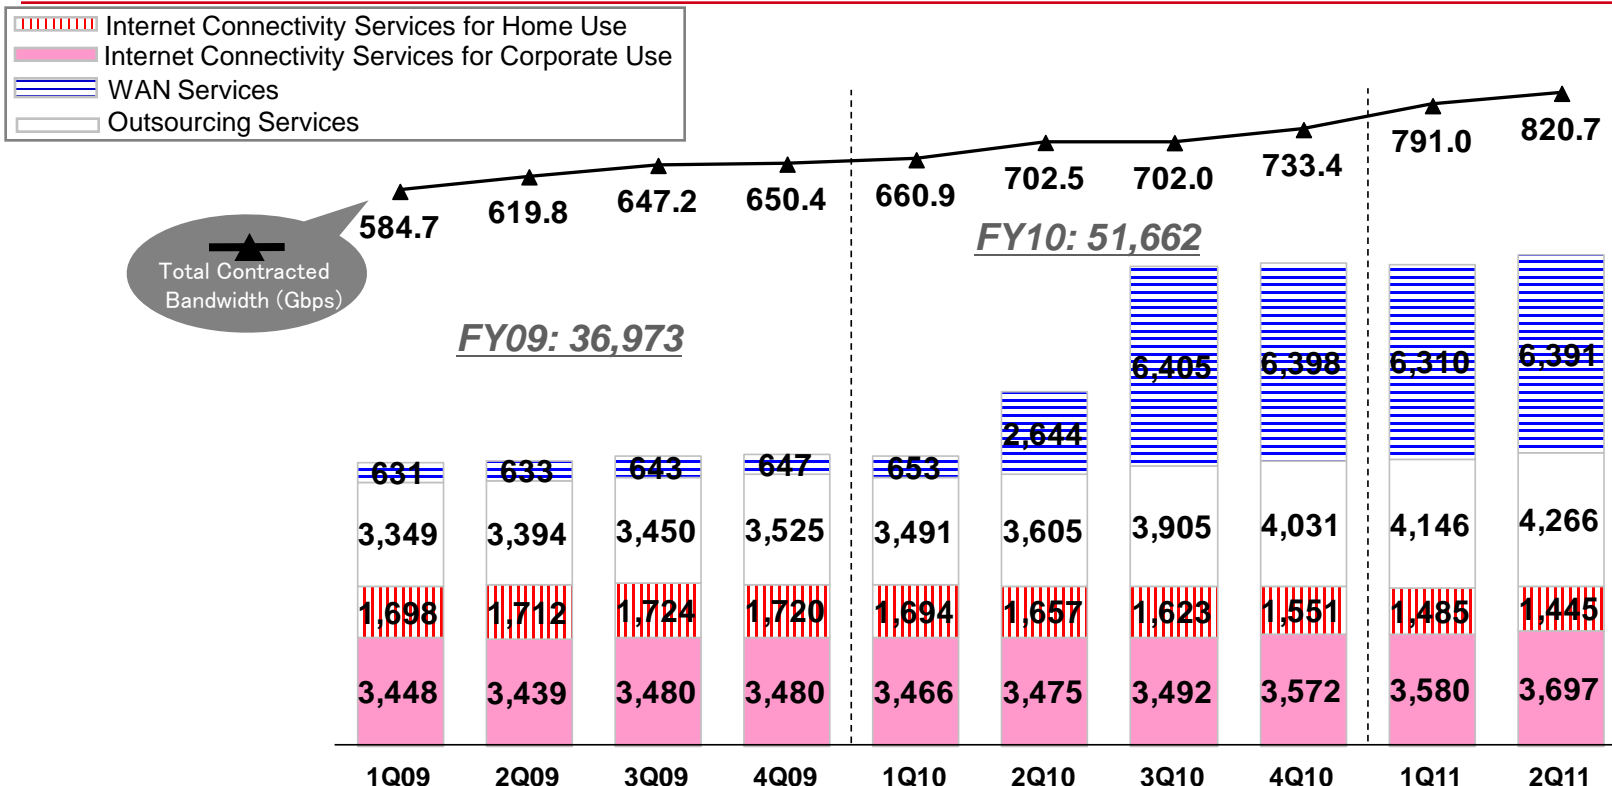 Internet Connectivity Services for Home Use
Internet Connectivity Services for Corporate Use
WAN Services
Outsourcing Services
584.7 619.8 647.2 650.4 660.9 702.5 702.0 733.4 791.0 820.7
Total Contracted
Bandwidth (Gbps)
FY09: 36,973
FY10: 51,662
631 633 643 647 653 2,644 6,405 6,398 6,310 6,391
3,349 3,394 3,450 3,525 3,491 3,605 3,905 4,031 4,146 4,266
1,698 1,712 1,724 1,720 1,694 1,657 1,623 1,551 1,485 1,445
3,448 3,439 3,480 3,480 3,466 3,475 3,492 3,572 3,580 3,697
1Q09 2Q09 3Q09 4Q09 1Q10 2Q10 3Q10 4Q10 1Q11 2Q11